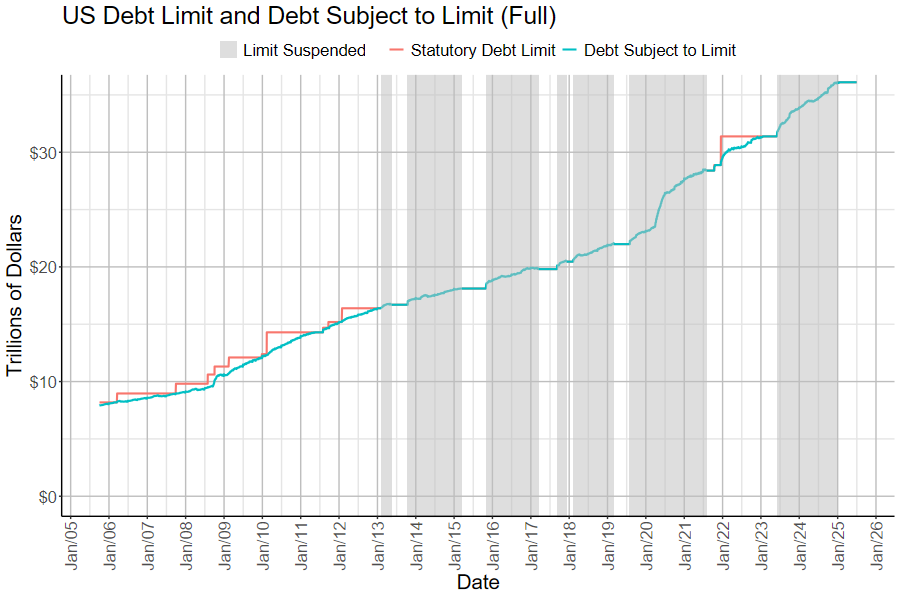 US Debt Limit and Debt Subject to Limit (Full)
Limit Suspended Statutory Debt Limit Debt Subject to Limit
Trillions of Dollars
$30
$20
$10
$0
Jan/05 Jan/06 Jan/07 Jan/08 Jan/09 Jan/10 Jan/11 Jan/12 Jan/13 Jan/14 Jan/15 Jan/16 Jan/17 Jan/18 Jan/19 Jan/20 Jan/21 Jan/22 Jan/23 Jan/24 Jan/25 Jan/26
Date